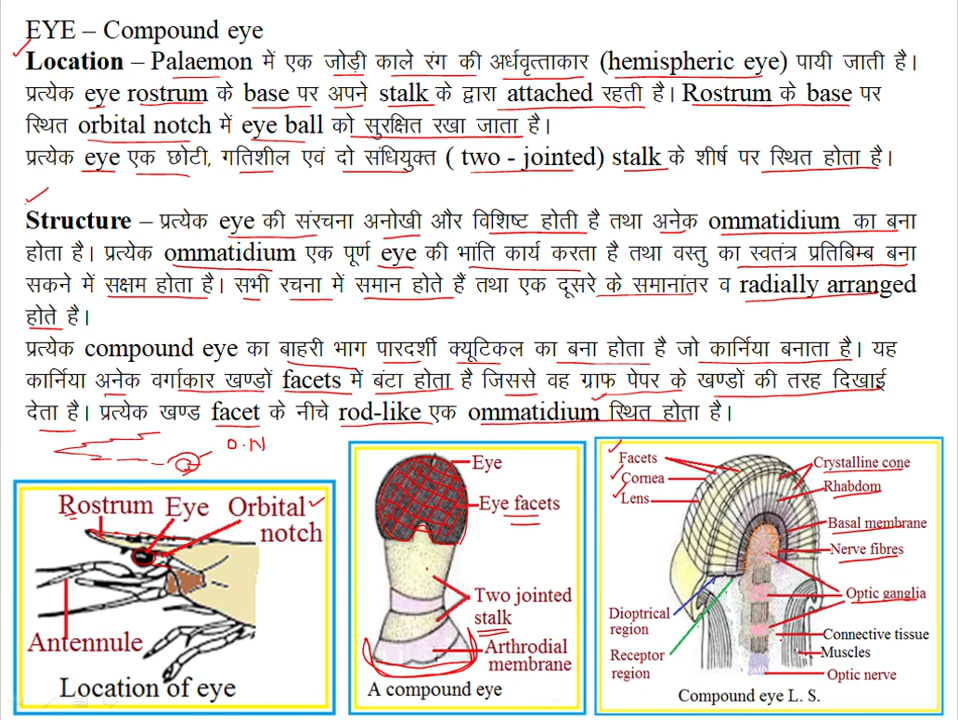 EYE – Compound eye
Location – Palaemon में एक जोड़ी काले रंग की अर्धवृत्ताकार (hemispheric eye) पायी जाती है।
प्रत्येक eye rostrum के base पर अपने stalk के द्वारा attached रहती है। Rostrum के base पर
स्थित orbital notch में eye ball को सुरक्षित रखा जाता है।
प्रत्येक eye एक छोटी, गतिशील एवं दो संधियुक्त ( two - jointed) stalk के शीर्ष पर स्थित होता है।
Structure – प्रत्येक eye की संरचना अनोखी और विशिष्ट होती है तथा अनेक ommatidium का बना
होता है। प्रत्येक ommatidium एक पूर्ण eye की भांति कार्य करता है तथा वस्तु का स्वतंत्र प्रतिबिम्ब बना
सकने में सक्षम होता है। सभी रचना में समान होते हैं तथा एक दूसरे के समानांतर व radially arranged
होते है।
प्रत्येक compound eye का बाहरी भाग पारदर्शी क्यूटिकल का बना होता है जो कार्निया बनाता है। यह
कार्निया अनेक वर्गाकार खण्डों facets में बंटा होता है जिससे वह ग्राफ पेपर के खण्डों की तरह दिखाई
देता है। प्रत्येक खण्ड facet के नीचे rod-like एक ommatidium स्थित होता है।
O.N
Rostrum Eye Orbital
notch
Antennule
Location of eye
Eye
Eye facets
Two jointed
stalk
Arthrodial
membrane
A compound eye
Facets
Cornea
Lens
Dioptrical
region
Receptor
region
Crystalline cone
Rhabdom
Basal membrane
Nerve fibres
Optic ganglia
Connective tissue
Muscles
Optic nerve
Compound eye L. S.